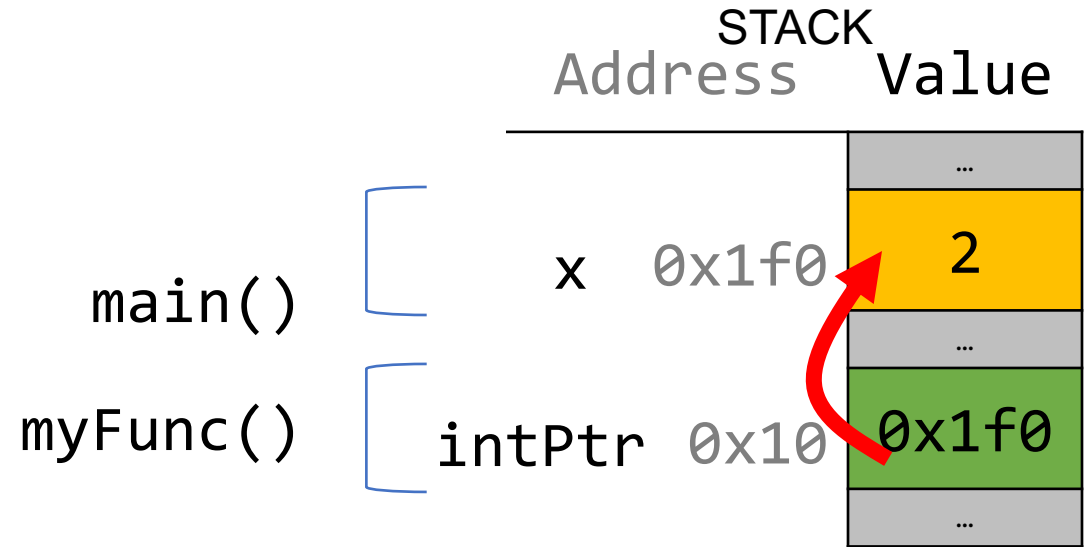 STACK
Address Value
…
x 0x1f0 2
main()
…
myFunc() intPtr 0x10 0x1f0
…